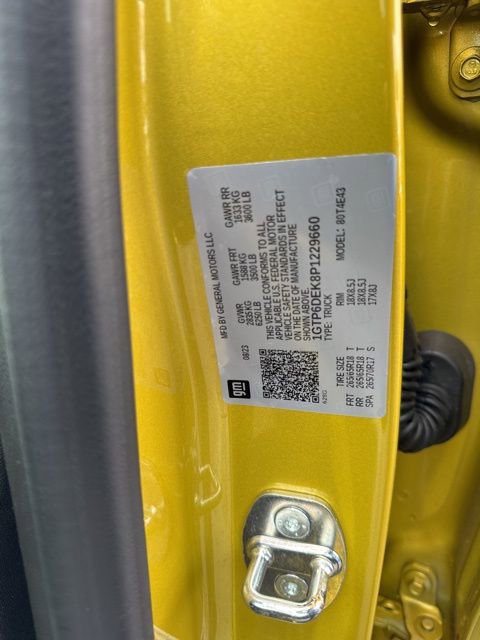 gm
MFD BY GENERAL MOTORS LLC
08/23 GVWR GAWR FRT GAWR RR
2835 KG 1588 KG 1633 KG
6250 LB 3500 LB 3600 LB
THIS VEHICLE CONFORMS TO ALL
APPLICABLE U.S. FEDERAL MOTOR
VEHICLE SAFETY STANDARDS IN EFFECT
ON THE DATE OF MANUFACTURE
SHOWN ABOVE.
1GTP6DEK8P1229660
TYPE: TRUCK MODEL: 80T4E43
TIRE SIZE RIM
FRT 265/65R18 T 18X8.5J
RR 265/65R18 T 18X8.5J
SPA 265/70R17 S 17X8J